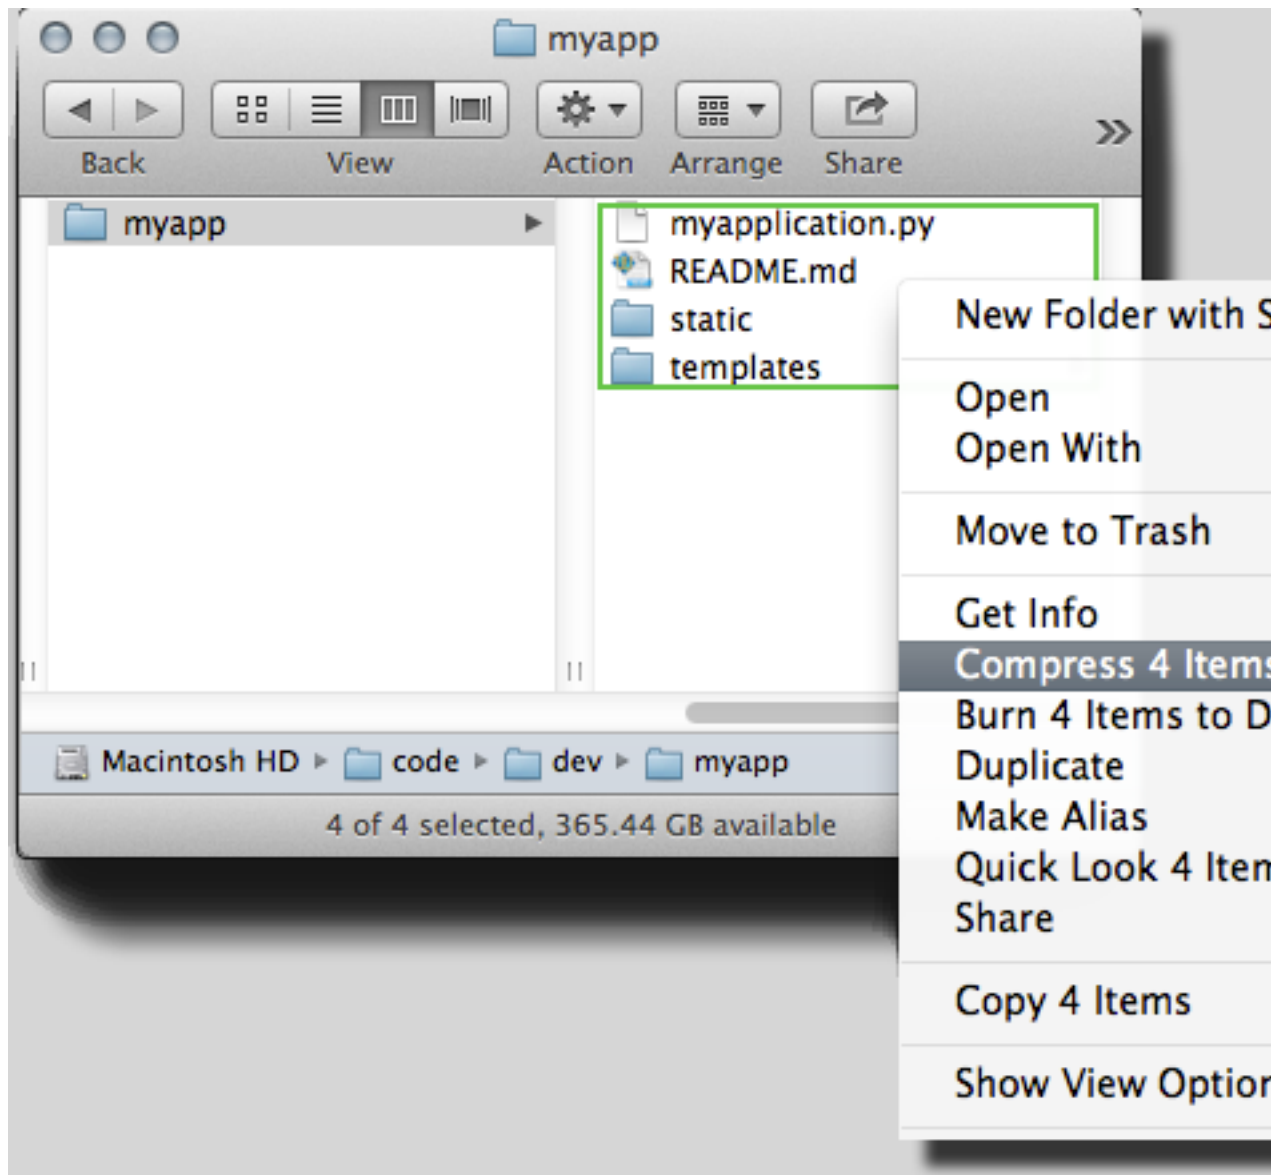 myapp
Back View Action Arrange Share
myapp
myapplication.py
README.md
static
templates
New Folder with S
Open
Open With
Move to Trash
Get Info
Compress 4 Items
Burn 4 Items to D
Duplicate
Make Alias
Quick Look 4 Item
Share
Copy 4 Items
Show View Option
Macintosh HD code dev myapp
4 of 4 selected, 365.44 GB available